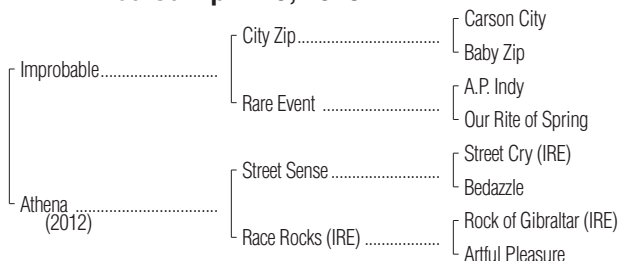 Carson City
City Zip
Baby Zip
Improbable
A.P. Indy
Rare Event
Our Rite of Spring
Street Cry (IRE)
Street Sense
Bedazzle
Athena
(2012)
Rock of Gibraltar (IRE)
Race Rocks (IRE)
Artful Pleasure